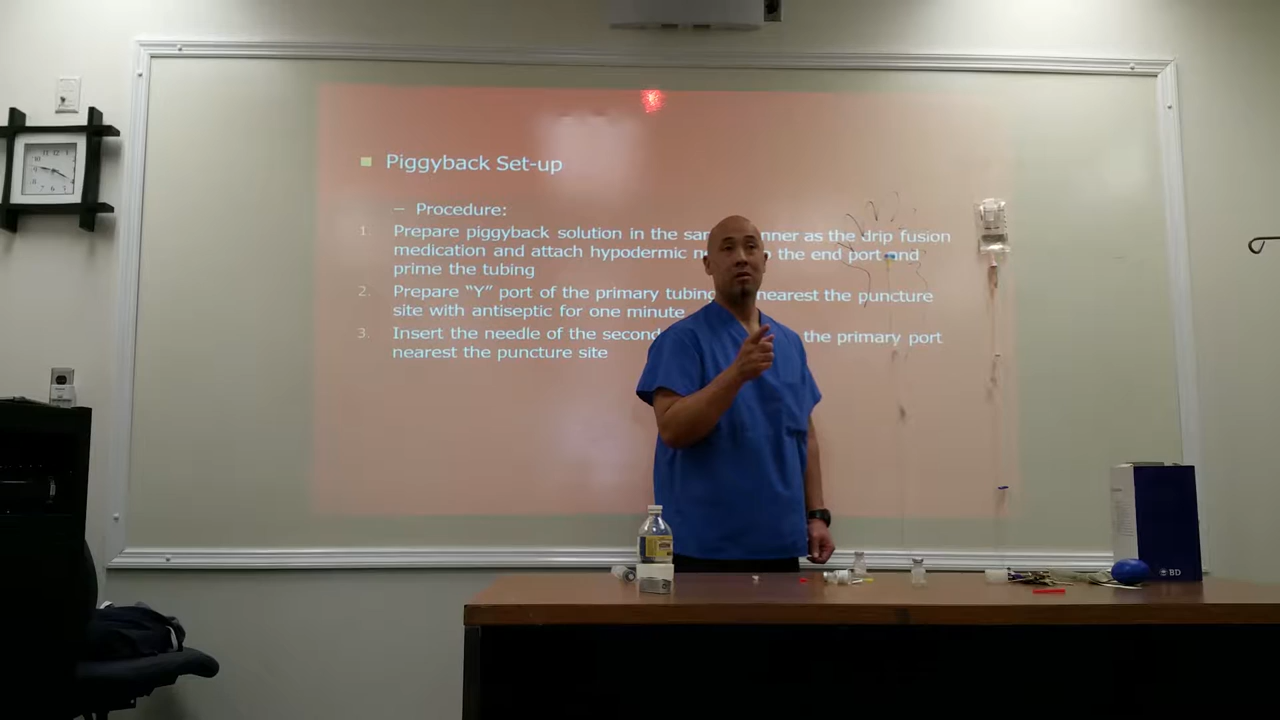 Piggyback Set-up
– Procedure:
1. Prepare piggyback solution in the nner as the drip fusion
medication and attach hypodermic the end port and
prime the tubing
2. Prepare “Y” port of the primary tubing nearest the puncture
site with antiseptic for one minute
3. Insert the needle of the the primary port
nearest the puncture site
BD